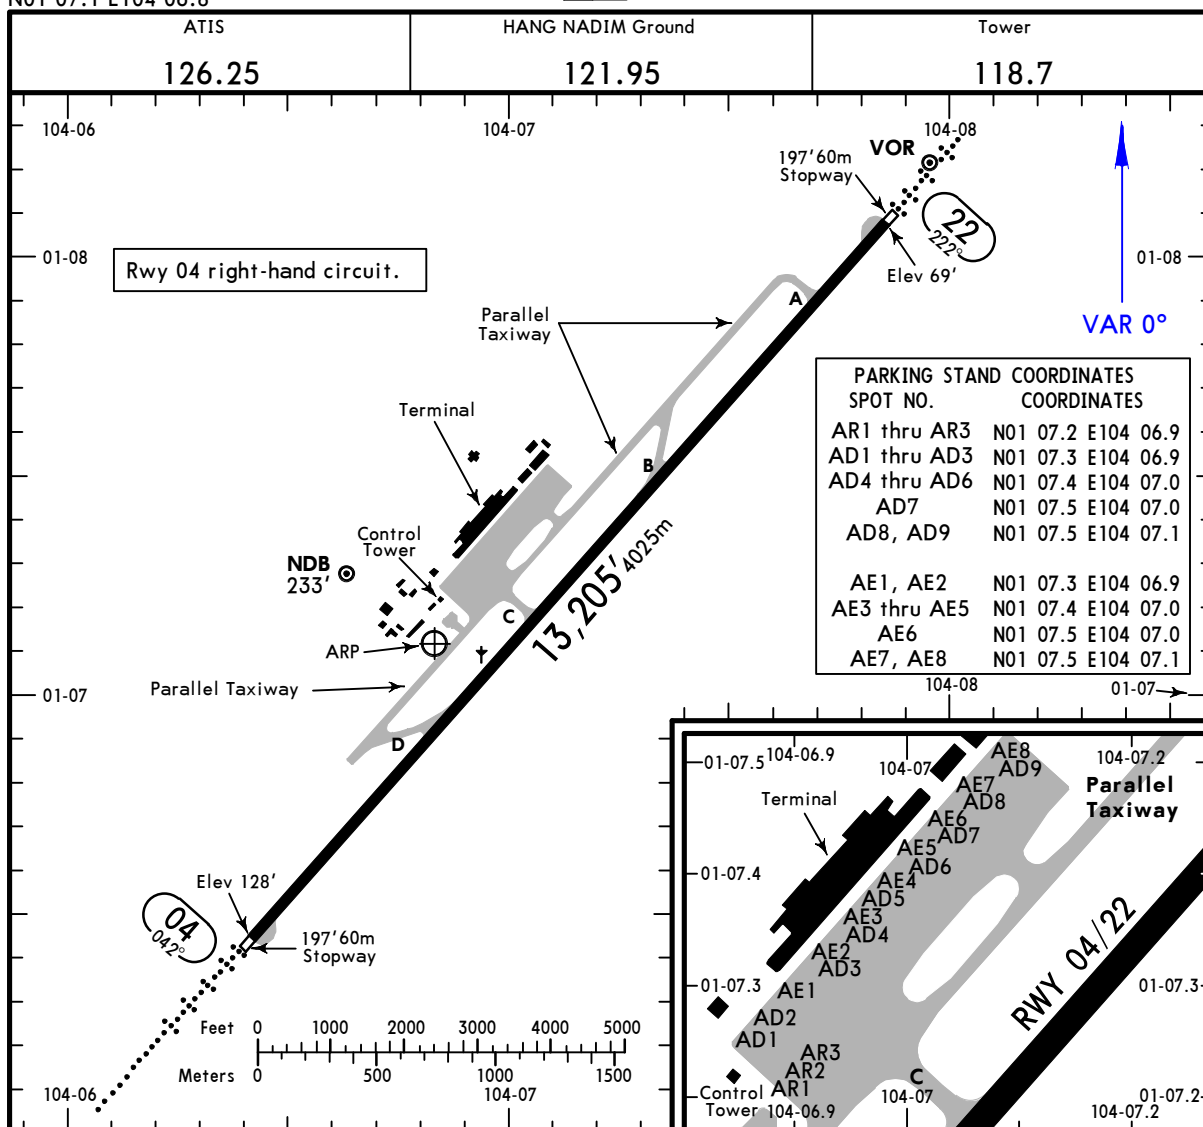 N01 07.1 E104 06.8
ATIS
126.25
HANG NADIM Ground
121.95
Tower
118.7
104-06
104-07
104-08
VOR
197'60m
Stopway
22
222°
01-08
Rwy 04 right-hand circuit.
Elev 69'
01-08
A
Parallel
Taxiway
VAR 0°
PARKING STAND COORDINATES
SPOT NO. COORDINATES
AR1 thru AR3 N01 07.2 E104 06.9
AD1 thru AD3 N01 07.3 E104 06.9
AD4 thru AD6 N01 07.4 E104 07.0
AD7 N01 07.5 E104 07.0
AD8, AD9 N01 07.5 E104 07.1
AE1, AE2 N01 07.3 E104 06.9
AE3 thru AE5 N01 07.4 E104 07.0
AE6 N01 07.5 E104 07.0
AE7, AE8 N01 07.5 E104 07.1
Terminal
B
Control
Tower
NDB
233'
13,205' 4025m
C
ARP
Parallel Taxiway
01-07
104-08
01-07
D
Elev 128'
04
042°
197'60m
Stopway
Feet 0 1000 2000 3000 4000 5000
Meters 0 500 1000 1500
104-06
104-07
01-07.5
104-06.9
104-07
104-07.2
AE8
AD9
Parallel
Taxiway
Terminal
AE7
AD8
AE6
AD7
AE5
AD6
01-07.4
AE4
AD5
AE3
AD4
AE2
AD3
RWY 04/22
01-07.3
01-07.3
AE1
AD2
AD1
AR3
AR2
AR1
C
Control
Tower
104-06.9
104-07
104-07.2
01-07.2